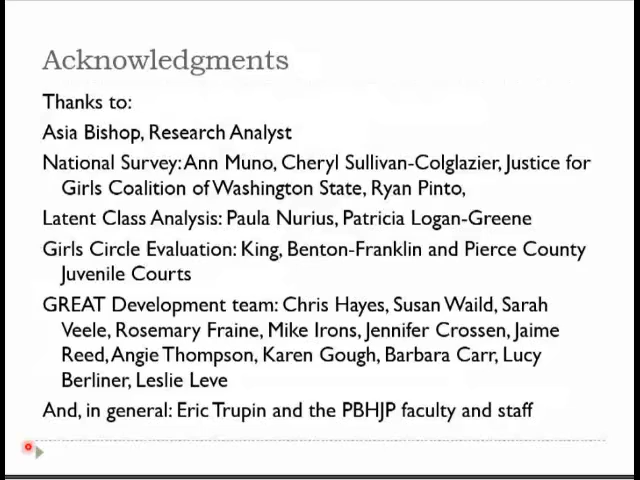 Acknowledgments
Thanks to:
Asia Bishop, Research Analyst
National Survey: Ann Muno, Cheryl Sullivan-Colglazier, Justice for
Girls Coalition of Washington State, Ryan Pinto,
Latent Class Analysis: Paula Nurius, Patricia Logan-Greene
Girls Circle Evaluation: King, Benton-Franklin and Pierce County
Juvenile Courts
GREAT Development team: Chris Hayes, Susan Waild, Sarah
Veele, Rosemary Fraine, Mike Irons, Jennifer Crossen, Jaime
Reed, Angie Thompson, Karen Gough, Barbara Carr, Lucy
Berliner, Leslie Leve
And, in general: Eric Trupin and the PBHJP faculty and staff